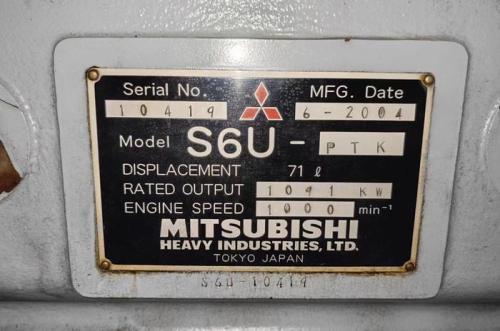 Serial No. MFG. Date
10419 6-2004
Model S6U - PTK
DISPLACEMENT 71 ℓ
RATED OUTPUT 1091 KW
ENGINE SPEED 1000 min⁻¹
MITSUBISHI
HEAVY INDUSTRIES, LTD.
TOKYO JAPAN
S6U-10419